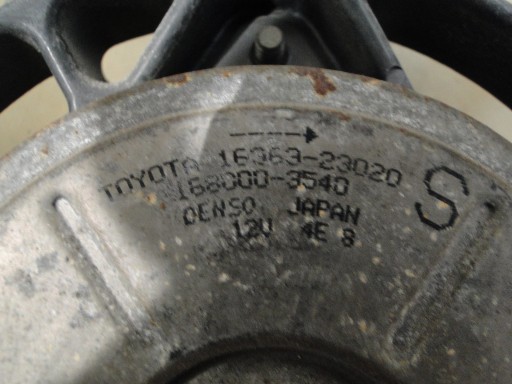 TOYOTA 16363-23020
168000-3540
DENSO JAPAN
12V 4E 8
S